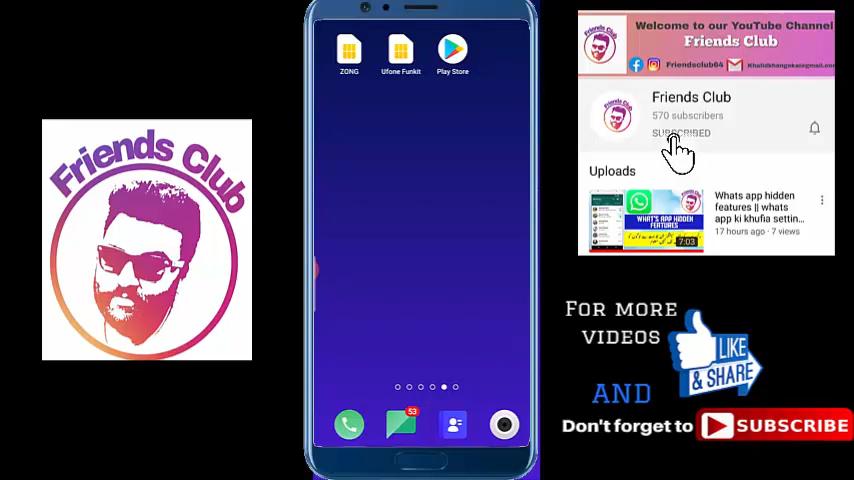 Friends Club
ZONG
Ufone Funkit
Play Store
53
Welcome to our YouTube Channel
Friends Club
Friendsclub64
Friends Club
570 subscribers
SUBSCRIBED
Uploads
WHAT'S APP HIDDEN
FEATURES
7:03
Whats app hidden
features || whats
app ki khufia settin...
17 hours ago · 7 views
FOR MORE
VIDEOS
LIKE
& SHARE
AND
Don't forget to
SUBSCRIBE